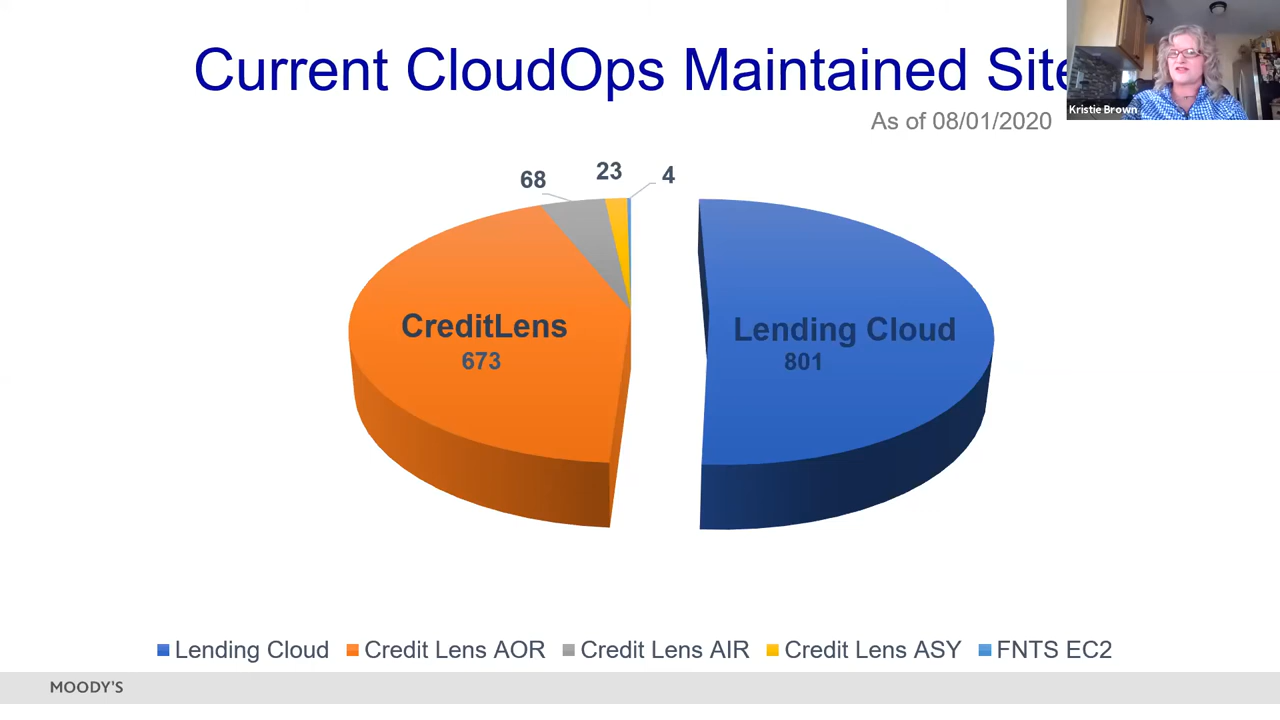 Current CloudOps Maintained Site
Kristie Brown
As of 08/01/2020
68
23
4
CreditLens
673
Lending Cloud
801
Lending Cloud
Credit Lens AOR
Credit Lens AIR
Credit Lens ASY
FNTS EC2
MOODY'S